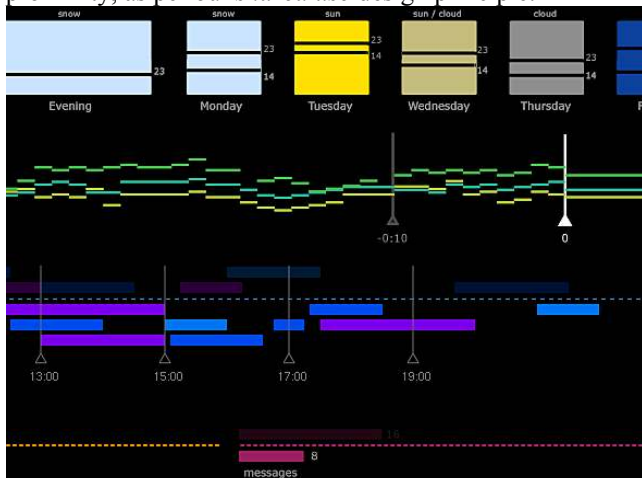 snow snow sun sun / cloud cloud
23 23
23 23 23
14 14 14 14
Evening Monday Tuesday Wednesday Thursday F
-0:10 0
13:00 15:00 17:00 19:00
16
8
messages